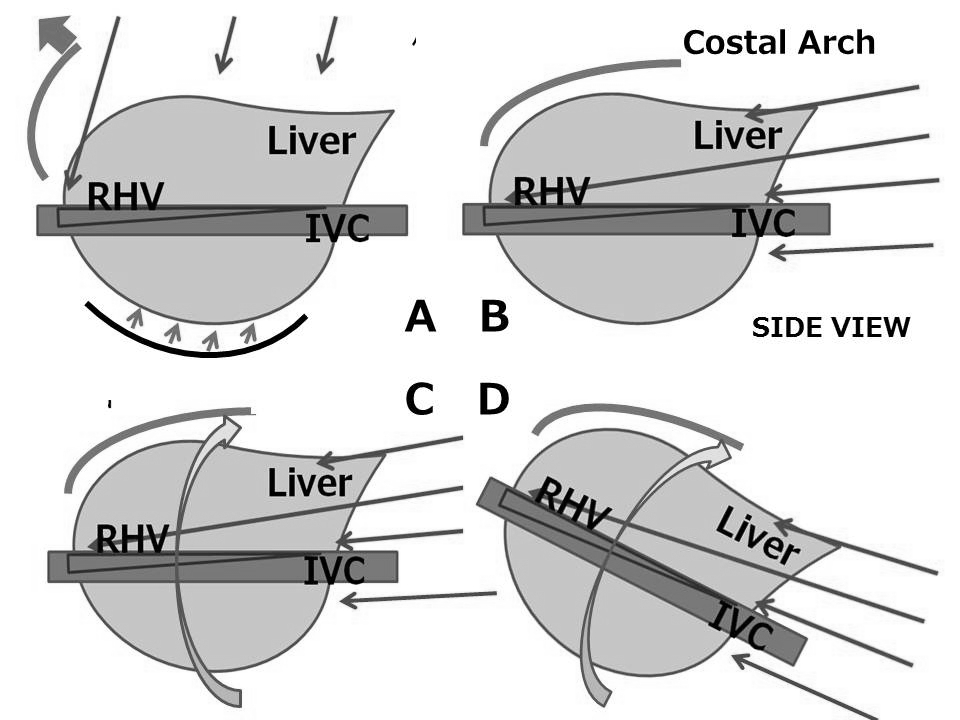 Costal Arch
Liver
RHV
IVC
Liver
RHV
IVC
A
B
SIDE VIEW
C
D
Liver
RHV
IVC
RHV
Liver
IVC